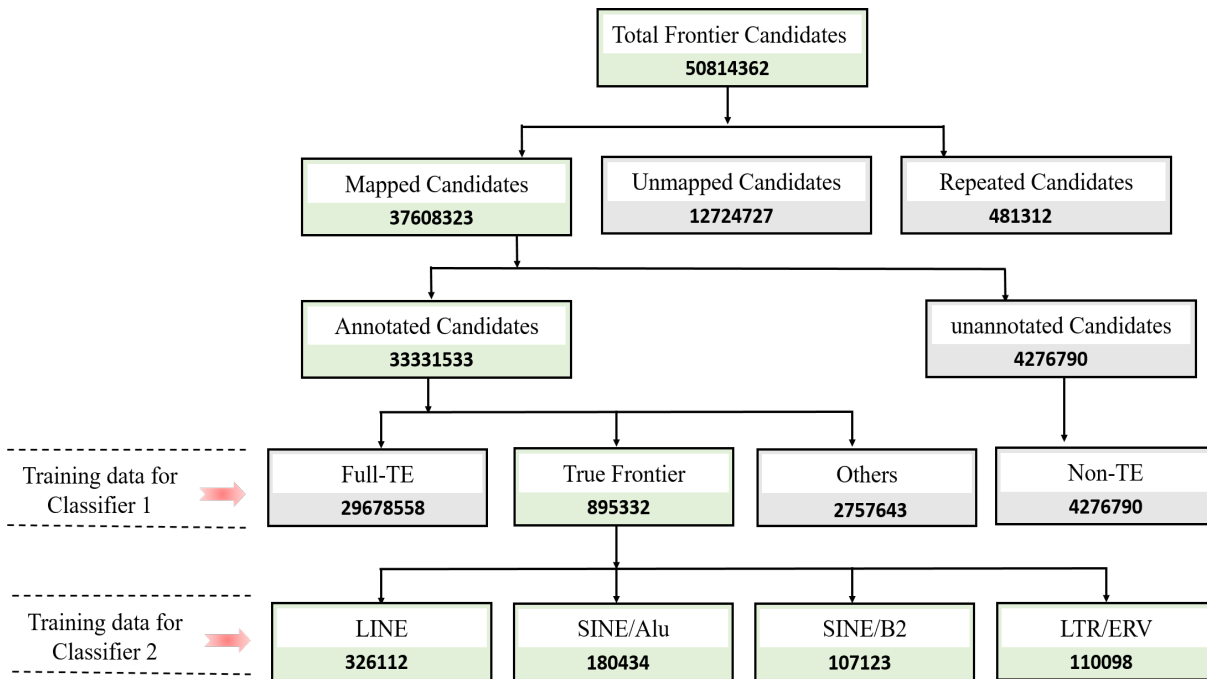 Total Frontier Candidates
50814362
Mapped Candidates
37608323
Unmapped Candidates
12724727
Repeated Candidates
481312
Annotated Candidates
33331533
unannotated Candidates
4276790
Training data for
Classifier 1
Full-TE
29678558
True Frontier
895332
Others
2757643
Non-TE
4276790
Training data for
Classifier 2
LINE
326112
SINE/Alu
180434
SINE/B2
107123
LTR/ERV
110098